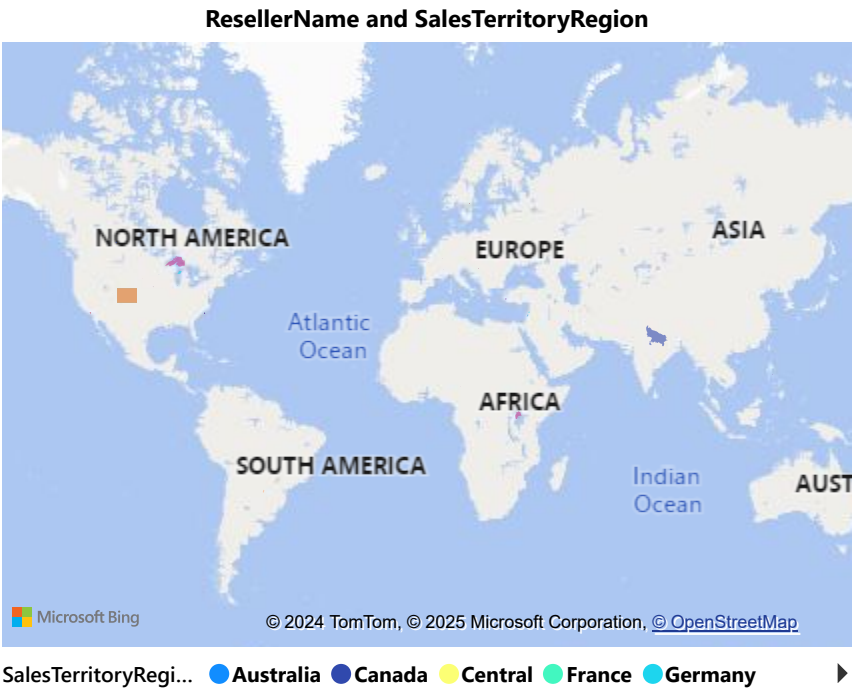 ResellerName and SalesTerritoryRegion
NORTH AMERICA
EUROPE
ASIA
Atlantic
Ocean
AFRICA
SOUTH AMERICA
Indian
Ocean
AUST
Microsoft Bing
© 2024 TomTom, © 2025 Microsoft Corporation, © OpenStreetMap
SalesTerritoryRegi... Australia Canada Central France Germany